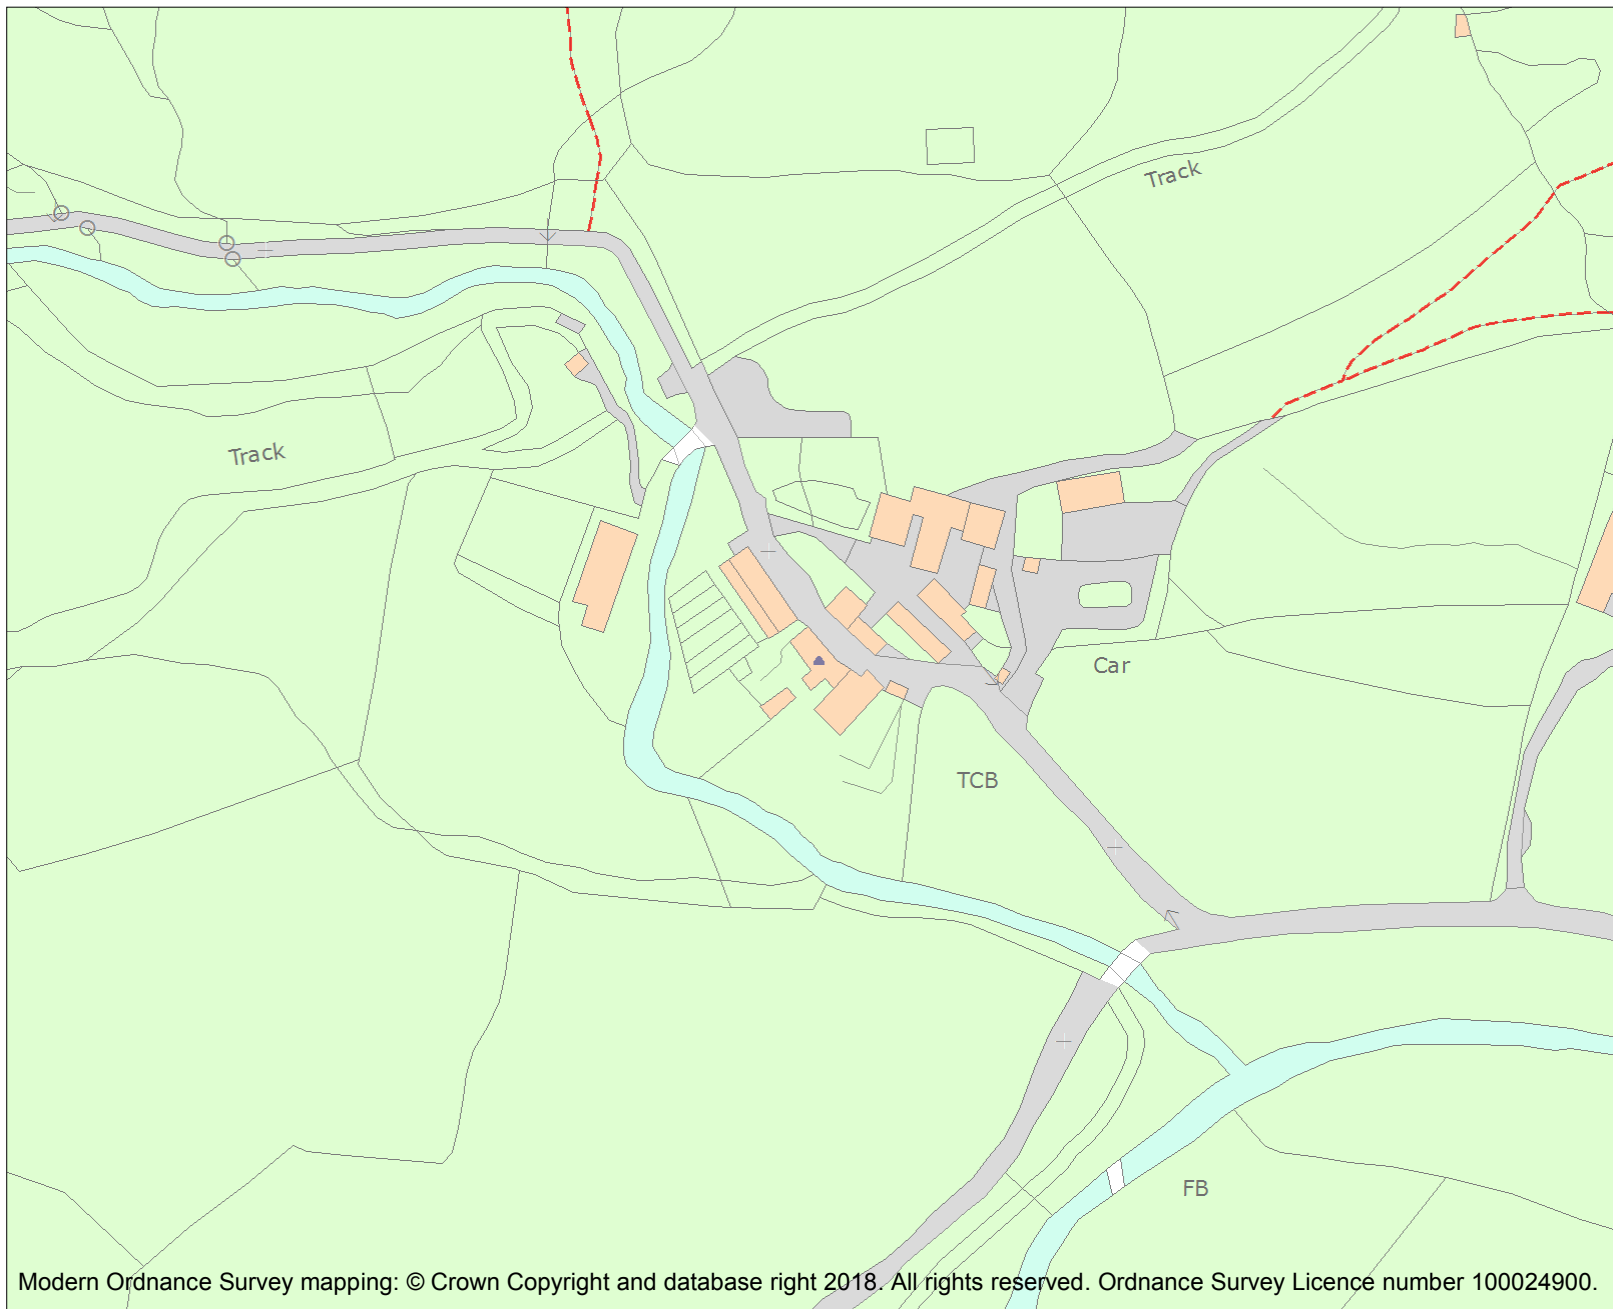 Track
Track
Car
TCB
FB
Modern Ordnance Survey mapping: © Crown Copyright and database right 2018. All rights reserved. Ordnance Survey Licence number 100024900.